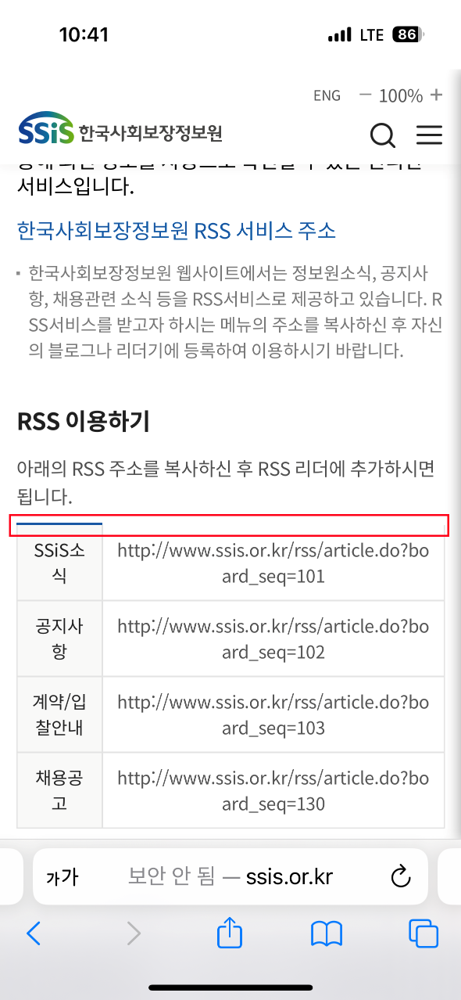 10:41
LTE 86
ENG — 100% +
SSiS 한국사회보장정보원
서비스입니다.
한국사회보장정보원 RSS 서비스 주소
▪ 한국사회보장정보원 웹사이트에서는 정보원소식, 공지사
항, 채용관련 소식 등을 RSS서비스로 제공하고 있습니다. R
SS서비스를 받고자 하시는 메뉴의 주소를 복사하신 후 자신
의 블로그나 리더기에 등록하여 이용하시기 바랍니다.
RSS 이용하기
아래의 RSS 주소를 복사하신 후 RSS 리더에 추가하시면
됩니다.
SSiS소
식
http://www.ssis.or.kr/rss/article.do?bo
ard_seq=101
공지사
항
http://www.ssis.or.kr/rss/article.do?bo
ard_seq=102
계약/입
찰안내
http://www.ssis.or.kr/rss/article.do?bo
ard_seq=103
채용공
고
http://www.ssis.or.kr/rss/article.do?bo
ard_seq=130
가가 보안 안 됨 — ssis.or.kr